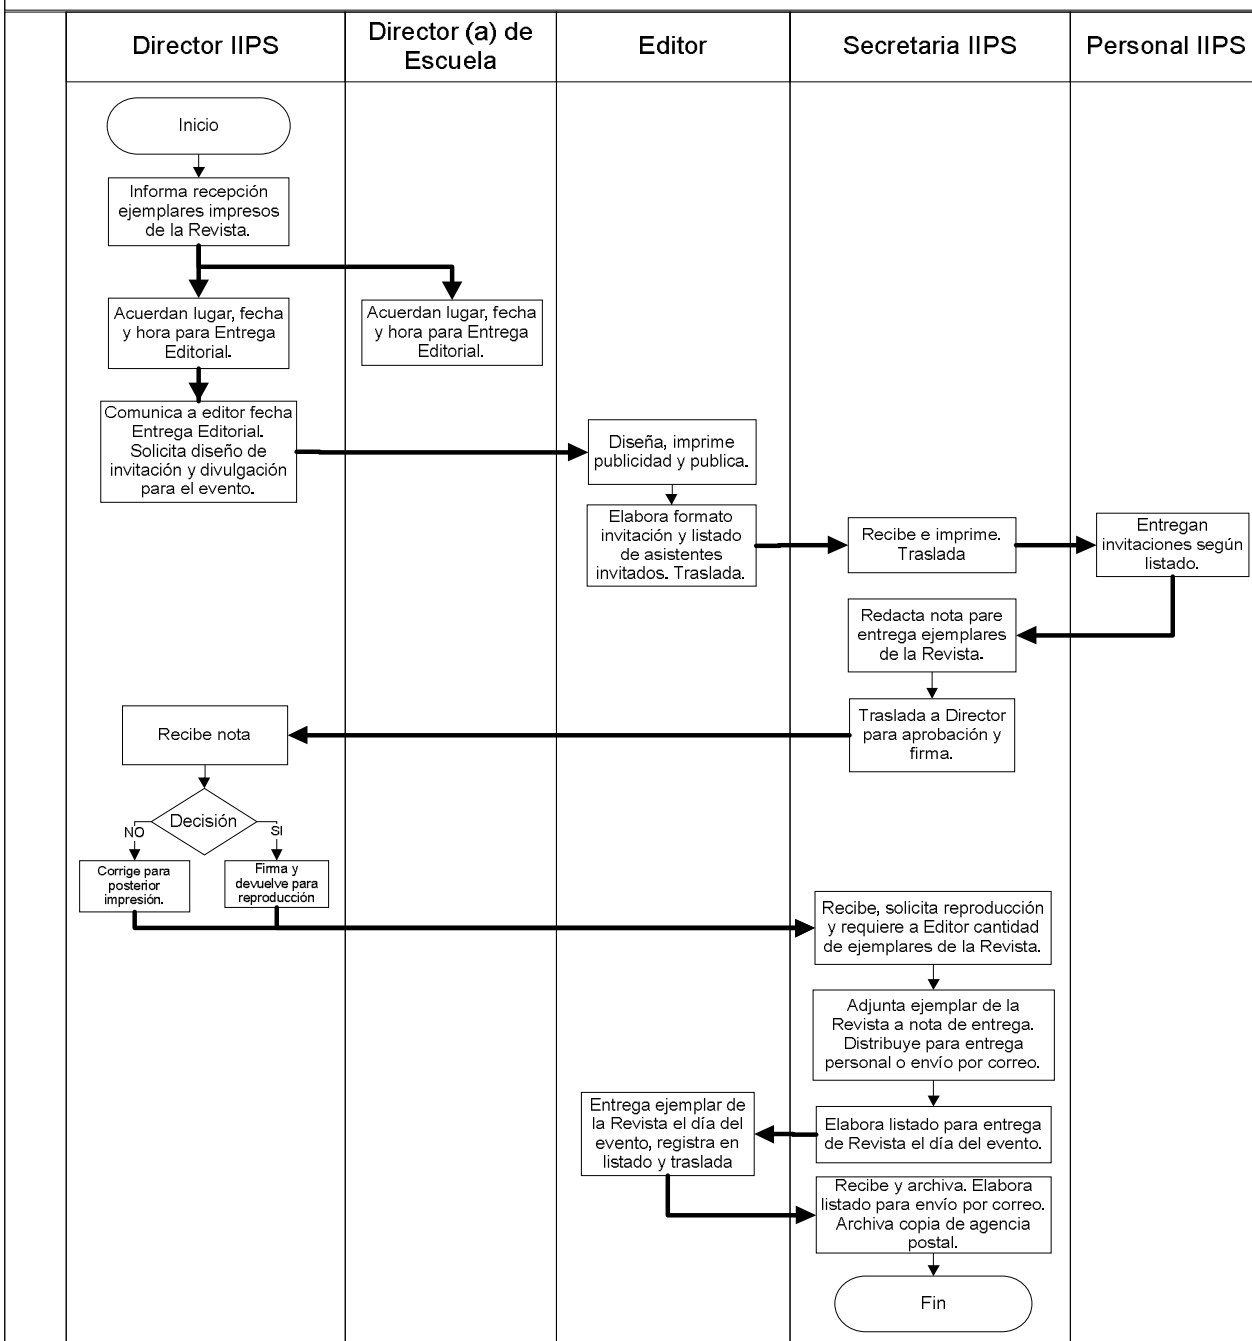 Director IIPS
Director (a) de
Escuela
Editor
Secretaria IIPS
Personal IIPS
Inicio
Informa recepción
ejemplares impresos
de la Revista.
Acuerdan lugar, fecha
y hora para Entrega
Editorial.
Acuerdan lugar, fecha
y hora para Entrega
Editorial.
Comunica a editor fecha
Entrega Editorial.
Solicita diseño de
invitación y divulgación
para el evento.
Diseña, imprime
publicidad y publica.
Elabora formato
invitación y listado
de asistentes
invitados. Traslada.
Recibe e imprime.
Traslada
Entregan
invitaciones según
listado.
Redacta nota pare
entrega ejemplares
de la Revista.
Traslada a Director
para aprobación y
firma.
Recibe nota
Decisión
NO
SI
Corrige para
posterior
impresión.
Firma y
devuelve para
reproducción
Recibe, solicita reproducción
y requiere a Editor cantidad
de ejemplares de la Revista.
Adjunta ejemplar de la
Revista a nota de entrega.
Distribuye para entrega
personal o envío por correo.
Elabora listado para entrega
de Revista el día del evento.
Entrega ejemplar de
la Revista el día del
evento, registra en
listado y traslada
Recibe y archiva. Elabora
listado para envío por correo.
Archiva copia de agencia
postal.
Fin